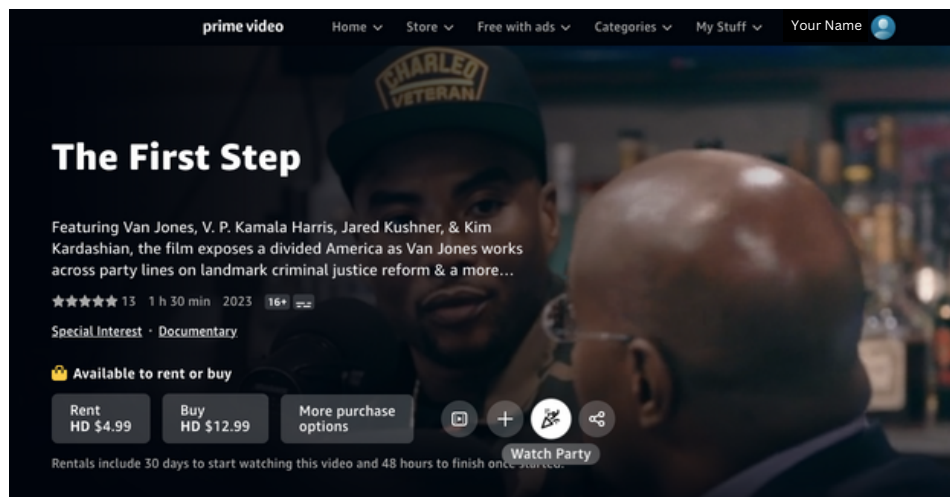 prime video
Home
Store
Free with ads
Categories
My Stuff
Your Name
CHARLEO
VETERAN
The First Step
Featuring Van Jones, V. P. Kamala Harris, Jared Kushner, & Kim
Kardashian, the film exposes a divided America as Van Jones works
across party lines on landmark criminal justice reform & a more...
13 1 h 30 min 2023 16+
Special Interest · Documentary
Available to rent or buy
Rent
HD $4.99
Buy
HD $12.99
More purchase
options
Watch Party
Rentals include 30 days to start watching this video and 48 hours to finish once started.